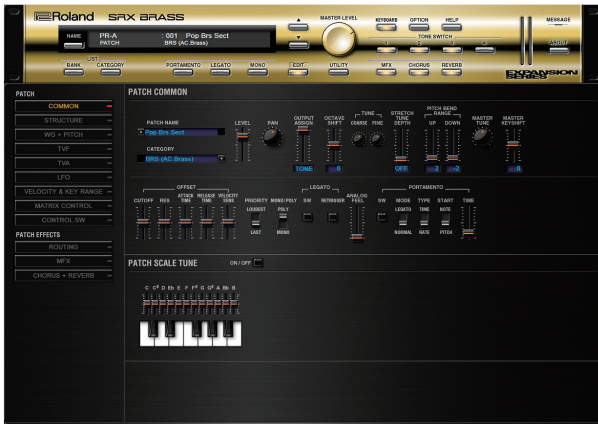 Roland SRX BRASS
NAME
PR-A : 001 Pop Brs Sect
PATCH BRS (AC.Brass)
LIST
BANK CATEGORY PORTAMENTO LEGATO MONO EDIT UTILITY
MASTER LEVEL
KEYBOARD OPTION HELP
TONE SWITCH
1 2 3 4
MFX CHORUS REVERB
MESSAGE
ABOUT
EXPANSION
SERIES
PATCH
COMMON
STRUCTURE
WG + PITCH
TVF
TVA
LFO
VELOCITY & KEY RANGE
MATRIX CONTROL
CONTROL SW
PATCH EFFECTS
ROUTING
MFX
CHORUS + REVERB
PATCH COMMON
PATCH NAME
Pop Brs Sect
CATEGORY
BRS (AC.Brass)
LEVEL
PAN
OUTPUT
ASSIGN
TONE
OCTAVE
SHIFT
0
TUNE
COARSE FINE
STRETCH
TUNE
DEPTH
OFF
PITCH BEND
RANGE
UP DOWN
2 -2
MASTER
TUNE
MASTER
KEYSHIFT
0
OFFSET
CUTOFF RES ATTACK TIME RELEASE TIME VELOCITY SENS
PRIORITY
LOUDEST
LAST
MONO/POLY
POLY
MONO
LEGATO
SW RETRIGGER
ANALOG
FEEL
PORTAMENTO
SW MODE TYPE START TIME
LEGATO TIME NOTE
NORMAL RATE PITCH
PATCH SCALE TUNE
ON / OFF
C C# D Eb E F F# G G# A Bb B